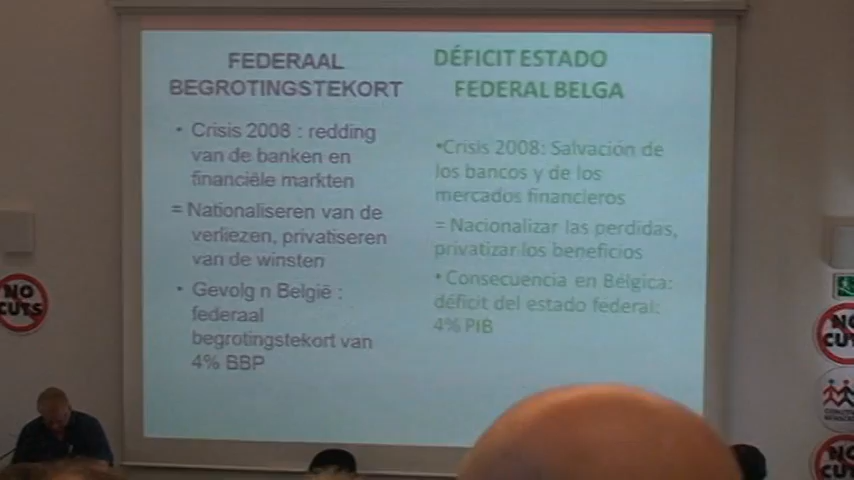 FEDERAAL
BEGROTINGSTEKORT
• Crisis 2008 : redding
van de banken en
financiële markten
= Nationaliseren van de
verliezen, privatiseren
van de winsten
• Gevolg n België :
federaal
begrotingstekort van
4% BBP
DÉFICIT ESTADO
FEDERAL BELGA
•Crisis 2008: Salvación de
los bancos y de los
mercados financieros
= Nacionalizar las perdidas,
privatizar los beneficios
• Consecuencia en Bélgica:
déficit del estado federal:
4% PIB
NO
CUTS
NO
CUT
NO